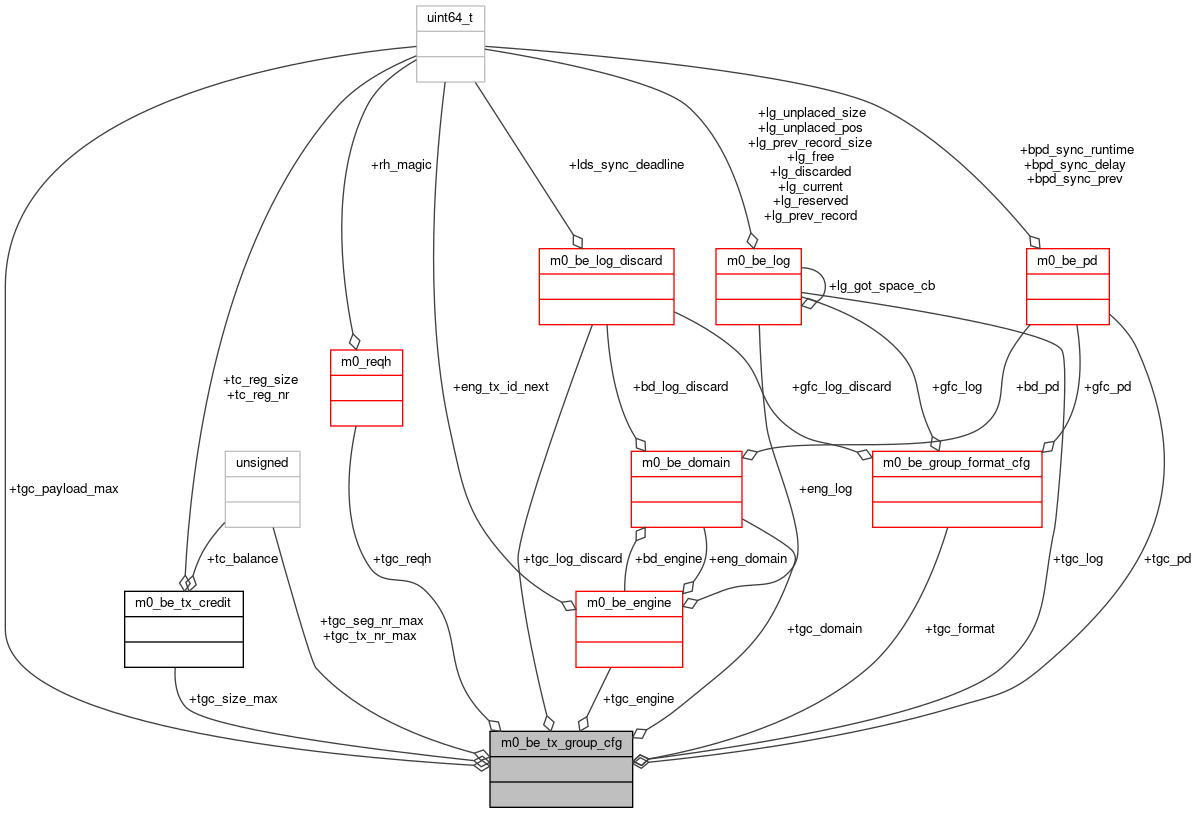 uint64_t
+lg_unplaced_size
+lg_unplaced_pos
+lg_prev_record_size
+lg_free
+lg_discarded
+lg_current
+lg_reserved
+lg_prev_record
+bpd_sync_runtime
+bpd_sync_delay
+bpd_sync_prev
+rh_magic
+lds_sync_deadline
m0_be_log_discard
m0_be_log
m0_be_pd
+lg_got_space_cb
m0_reqh
+tc_reg_size
+tc_reg_nr
+eng_tx_id_next
+bd_log_discard
+gfc_log_discard
+gfc_log
+bd_pd
+gfc_pd
unsigned
m0_be_domain
m0_be_group_format_cfg
+tgc_payload_max
+eng_log
+tc_balance
+tgc_reqh
+tgc_log_discard
+bd_engine
+eng_domain
+tgc_log
+tgc_pd
m0_be_tx_credit
m0_be_engine
+tgc_seg_nr_max
+tgc_tx_nr_max
+tgc_domain
+tgc_format
+tgc_size_max
+tgc_engine
m0_be_tx_group_cfg